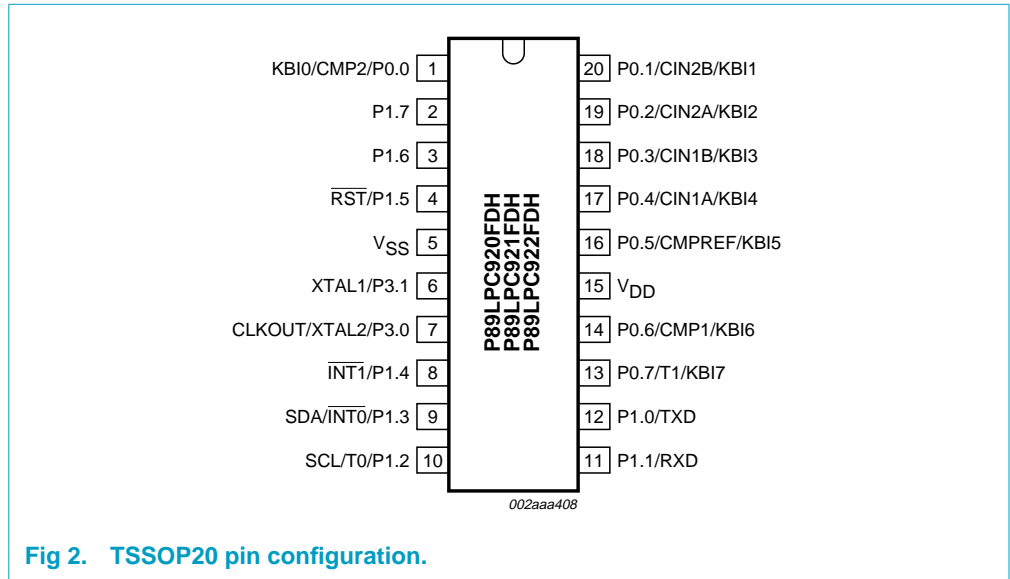 KBI0/CMP2/P0.0 1 20 P0.1/CIN2B/KBI1
P1.7 2 19 P0.2/CIN2A/KBI2
P1.6 3 18 P0.3/CIN1B/KBI3
RST/P1.5 4 17 P0.4/CIN1A/KBI4
VSS 5 16 P0.5/CMPREF/KBI5
XTAL1/P3.1 6 15 VDD
CLKOUT/XTAL2/P3.0 7 14 P0.6/CMP1/KBI6
INT1/P1.4 8 13 P0.7/T1/KBI7
SDA/INT0/P1.3 9 12 P1.0/TXD
SCL/T0/P1.2 10 11 P1.1/RXD
P89LPC920FDH
P89LPC921FDH
P89LPC922FDH
002aaa408
Fig 2. TSSOP20 pin configuration.